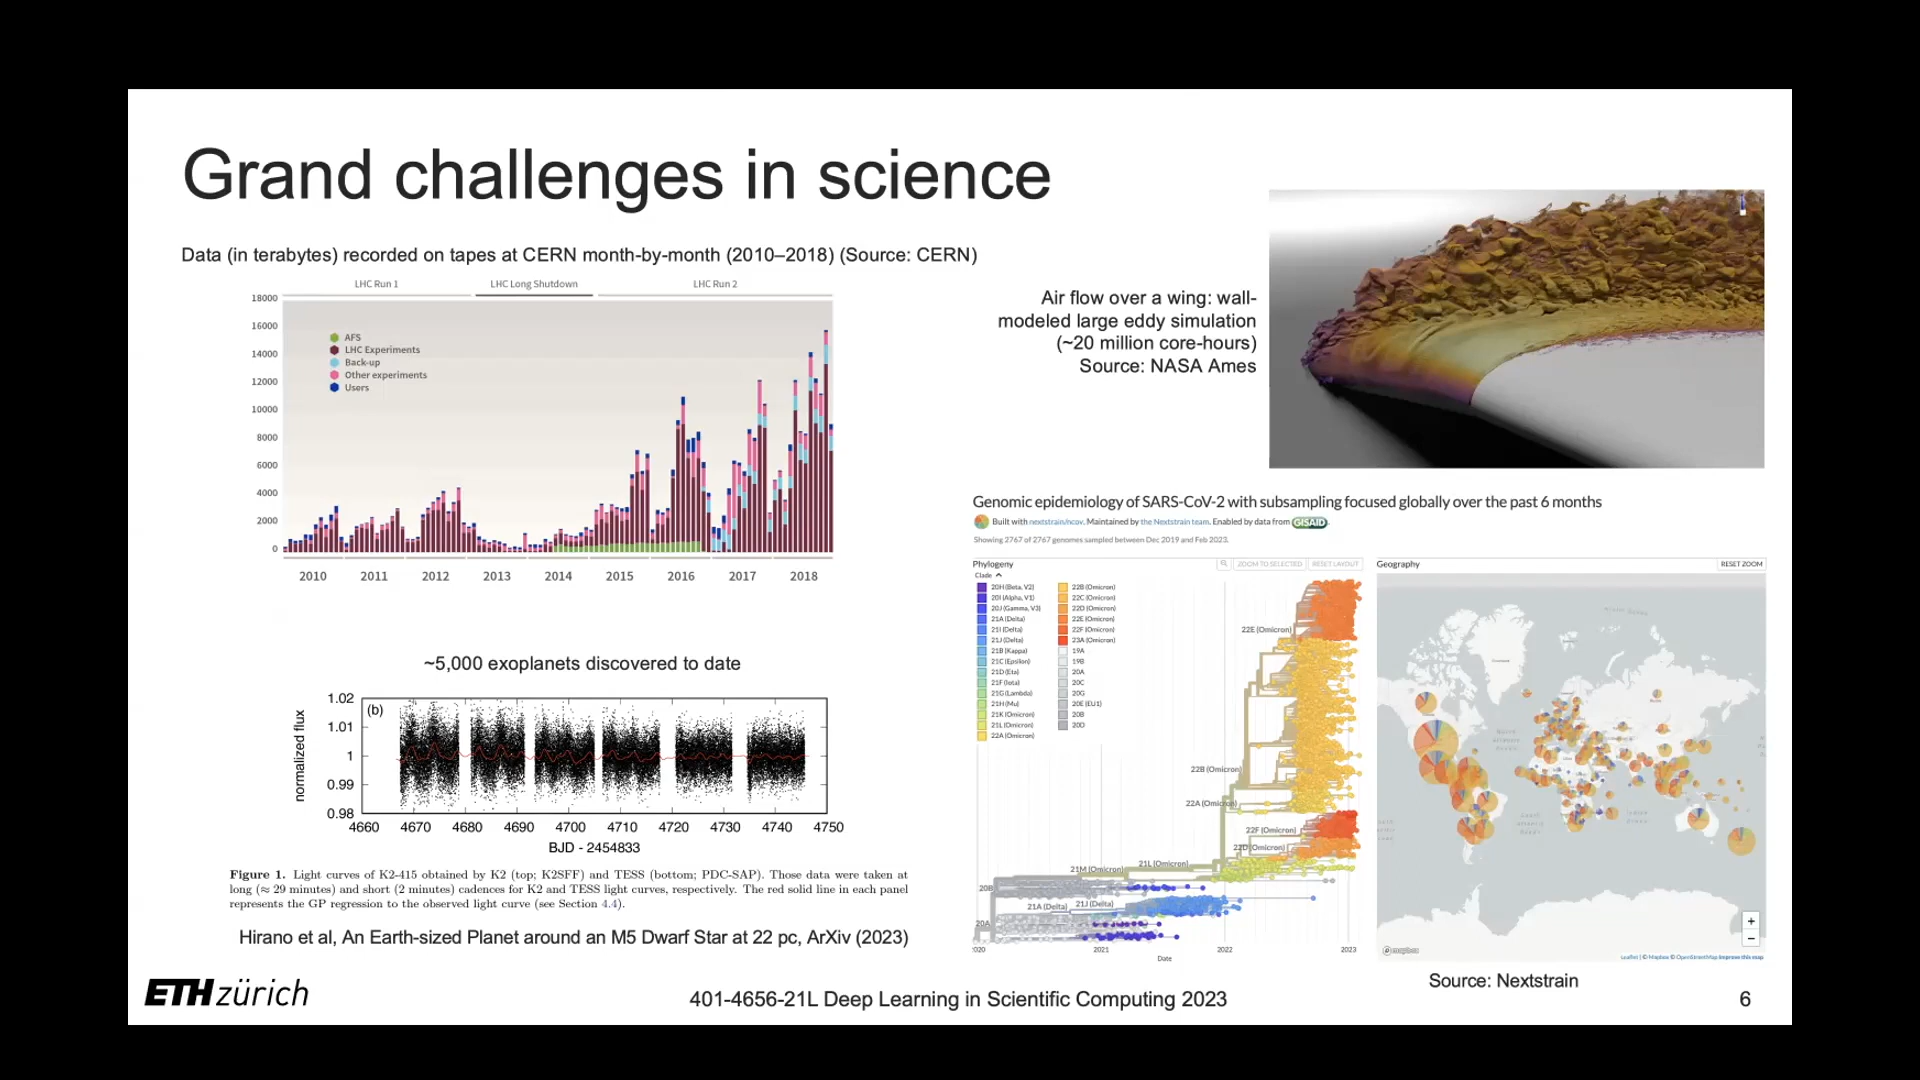 Grand challenges in science
Data (in terabytes) recorded on tapes at CERN month-by-month (2010–2018) (Source: CERN)
LHC Run 1
LHC Long Shutdown
LHC Run 2
18000
16000
14000
12000
10000
8000
6000
4000
2000
0
AFS
LHC Experiments
Back-up
Other experiments
Users
2010 2011 2012 2013 2014 2015 2016 2017 2018
Air flow over a wing: wall-
modeled large eddy simulation
(~20 million core-hours)
Source: NASA Ames
~5,000 exoplanets discovered to date
normalized flux
1.02
1.01
1
0.99
0.98
(b)
4660 4670 4680 4690 4700 4710 4720 4730 4740 4750
BJD - 2454833
Figure 1. Light curves of K2-415 obtained by K2 (top; K2SFF) and TESS (bottom; PDC-SAP). Those data were taken at
long (≈ 29 minutes) and short (2 minutes) cadences for K2 and TESS light curves, respectively. The red solid line in each panel
represents the GP regression to the observed light curve (see Section 4.4).
Hirano et al, An Earth-sized Planet around an M5 Dwarf Star at 22 pc, ArXiv (2023)
Genomic epidemiology of SARS-CoV-2 with subsampling focused globally over the past 6 months
Built with nextstrain/ncov. Maintained by the Nextstrain team. Enabled by data from GISAID
Showing 2767 of 2767 genomes sampled between Dec 2019 and Feb 2023.
Phylogeny
ZOOM TO SELECTED
RESET LAYOUT
Clade
20H (Beta, V2)
20I (Alpha, V1)
20J (Gamma, V3)
21A (Delta)
21I (Delta)
21J (Delta)
21B (Kappa)
21C (Epsilon)
21D (Eta)
21F (Iota)
21G (Lambda)
21H (Mu)
21K (Omicron)
21L (Omicron)
22A (Omicron)
22B (Omicron)
22C (Omicron)
22D (Omicron)
22E (Omicron)
22F (Omicron)
23A (Omicron)
19A
19B
20A
20C
20G
20E (EU1)
20B
20D
22E (Omicron)
22B (Omicron)
22A (Omicron)
22F (Omicron)
22D (Omicron)
21L (Omicron)
21M (Omicron)
20B
21J (Delta)
21A (Delta)
20A
2020 2021 2022 2023
Date
Geography
RESET ZOOM
+
−
mapbox
Leaflet | © Mapbox © OpenStreetMap Improve this map
Source: Nextstrain
ETH zürich
401-4656-21L Deep Learning in Scientific Computing 2023
6